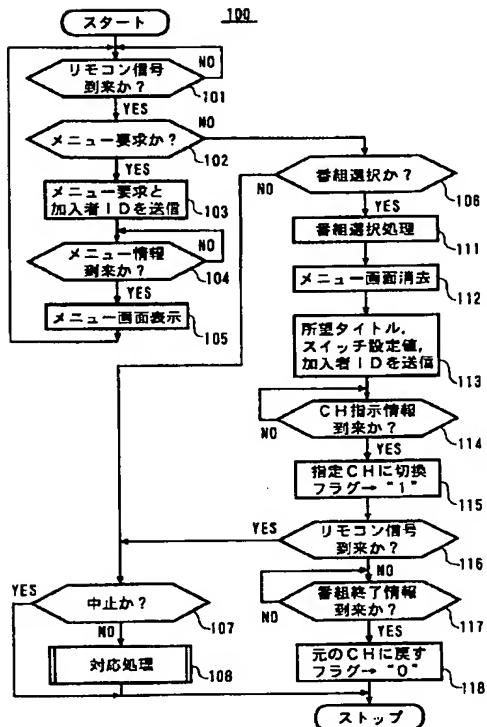 100
スタート
リモコン信号
到来か?
NO
101
YES
メニュー要求か?
NO
102
YES
メニュー要求と
加入者IDを送信
103
メニュー情報
到来か?
NO
104
YES
メニュー画面表示
105
番組選択か?
NO
106
YES
番組選択処理
111
メニュー画面消去
112
所望タイトル,
スイッチ設定値,
加入者IDを送信
113
CH指示情報
到来か?
NO
114
YES
指定CHに切換
フラグ→"1"
115
YES
リモコン信号
到来か?
116
NO
番組終了情報
到来か?
NO
117
YES
元のCHに戻す
フラグ→"0"
118
YES
中止か?
107
NO
対応処理
108
ストップ